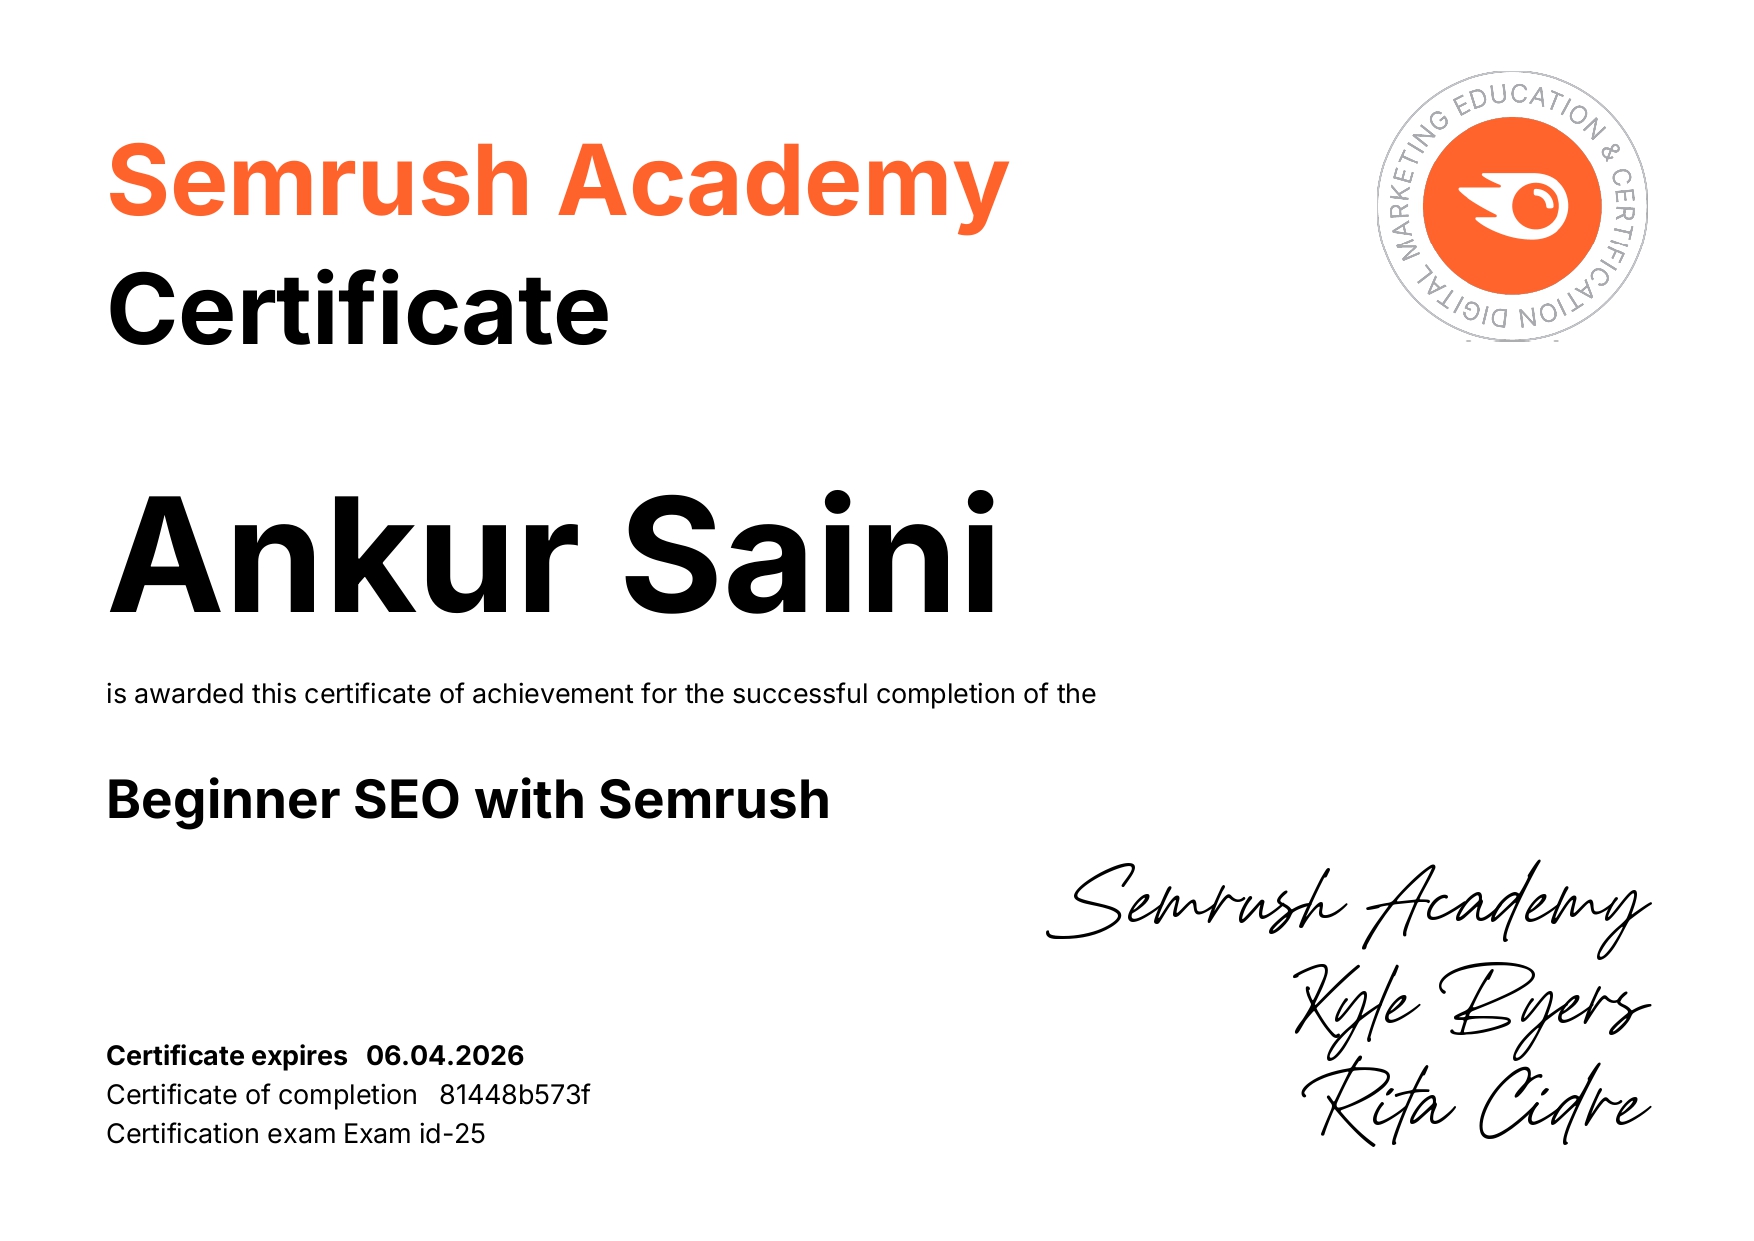 Semrush Academy
Certificate
DIGITAL MARKETING EDUCATION & CERTIFICATION
Ankur Saini
is awarded this certificate of achievement for the successful completion of the
Beginner SEO with Semrush
Semrush Academy
Kyle Byers
Rita Cidre
Certificate expires 06.04.2026
Certificate of completion 81448b573f
Certification exam Exam id-25